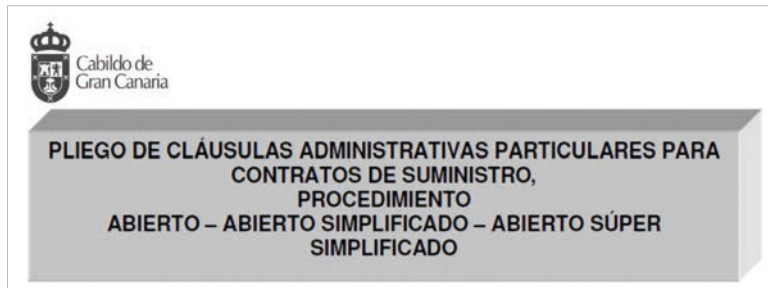 Cabildo de
Gran Canaria
PLIEGO DE CLÁUSULAS ADMINISTRATIVAS PARTICULARES PARA
CONTRATOS DE SUMINISTRO,
PROCEDIMIENTO
ABIERTO – ABIERTO SIMPLIFICADO – ABIERTO SÚPER
SIMPLIFICADO